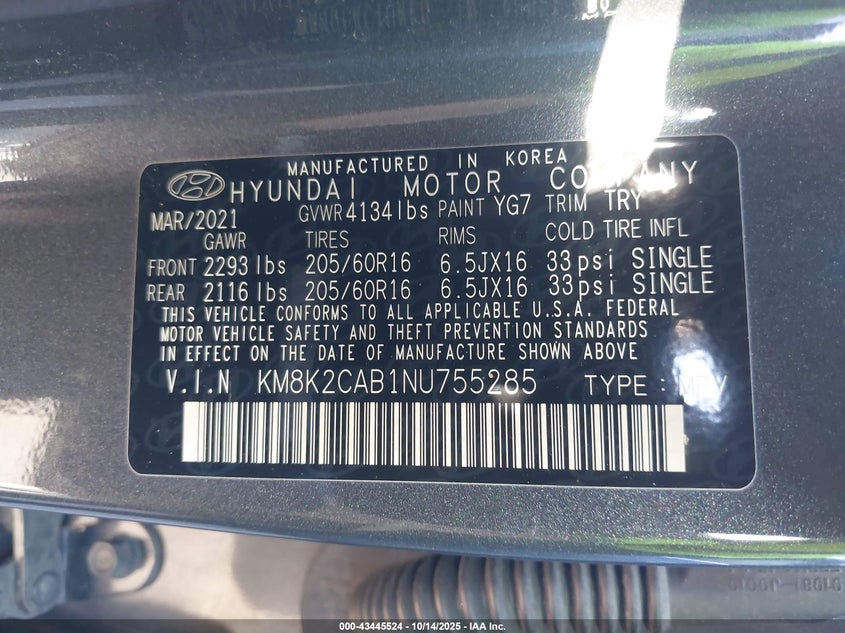 MANUFACTURED IN KOREA
HYUNDAI MOTOR COMPANY
MAR/2021 GVWR 4134 lbs PAINT YG7 TRIM TRY
GAWR TIRES RIMS COLD TIRE INFL
FRONT 2293 lbs 205/60R16 6.5JX16 33 psi SINGLE
REAR 2116 lbs 205/60R16 6.5JX16 33 psi SINGLE
THIS VEHICLE CONFORMS TO ALL APPLICABLE U.S.A. FEDERAL
MOTOR VEHICLE SAFETY AND THEFT PREVENTION STANDARDS
IN EFFECT ON THE DATE OF MANUFACTURE SHOWN ABOVE
V.I.N KM8K2CAB1NU755285 TYPE : MPV
000-43445524 - 10/14/2025 - IAA Inc.